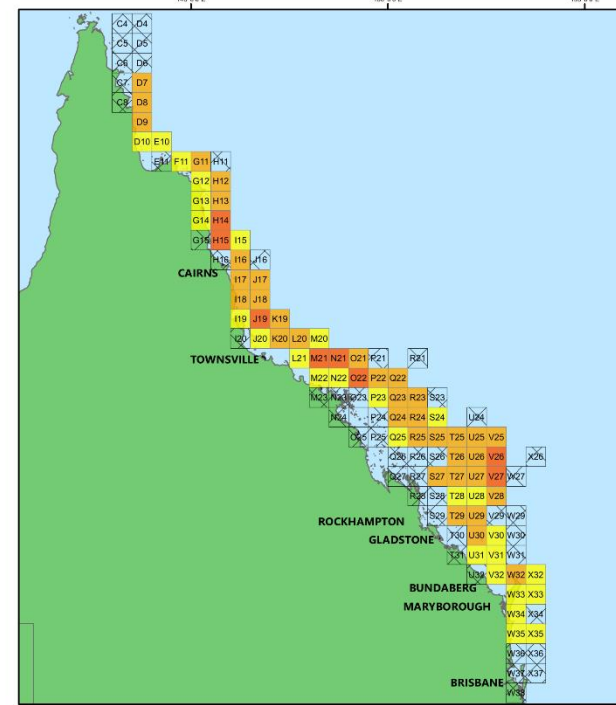 C4 D4
C5 D5
C6 D6
C7 D7
C8 D8
D9
D10 E10
E11 F11 G11 H11
G12 H12
G13 H13
G14 H14
G15 H15 I15
H16 I16 J16
CAIRNS
I17 J17
I18 J18
I19 J19 K19
I20 J20 K20 L20 M20
TOWNSVILLE
L21 M21 N21 O21 P21 R21
M22 N22 O22 P22 Q22
M23 N23 O23 P23 Q23 R23 S23
N24 P24 Q24 R24 S24 U24
O25 P25 Q25 R25 S25 T25 U25 V25
Q26 R26 S26 T26 U26 V26 X26
Q27 R27 S27 T27 U27 V27 W27
R28 S28 T28 U28 V28
S29 T29 U29 V29 W29
ROCKHAMPTON
T30 U30 V30 W30
GLADSTONE
T31 U31 V31 W31
U32 V32 W32 X32
BUNDABERG
W33 X33
MARYBOROUGH
W34 X34
W35 X35
W36 X36
W37 X37
BRISBANE
W38